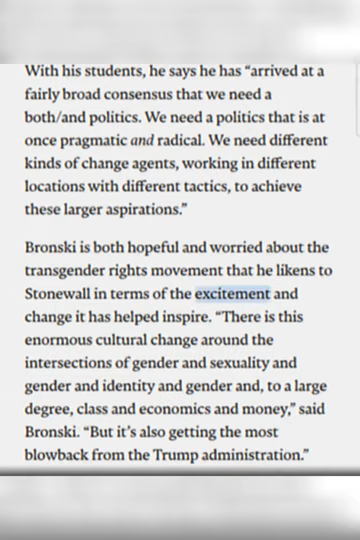 With his students, he says he has “arrived at a
fairly broad consensus that we need a
both/and politics. We need a politics that is at
once pragmatic and radical. We need different
kinds of change agents, working in different
locations with different tactics, to achieve
these larger aspirations.”
Bronski is both hopeful and worried about the
transgender rights movement that he likens to
Stonewall in terms of the excitement and
change it has helped inspire. “There is this
enormous cultural change around the
intersections of gender and sexuality and
gender and identity and gender and, to a large
degree, class and economics and money,” said
Bronski. “But it’s also getting the most
blowback from the Trump administration.”